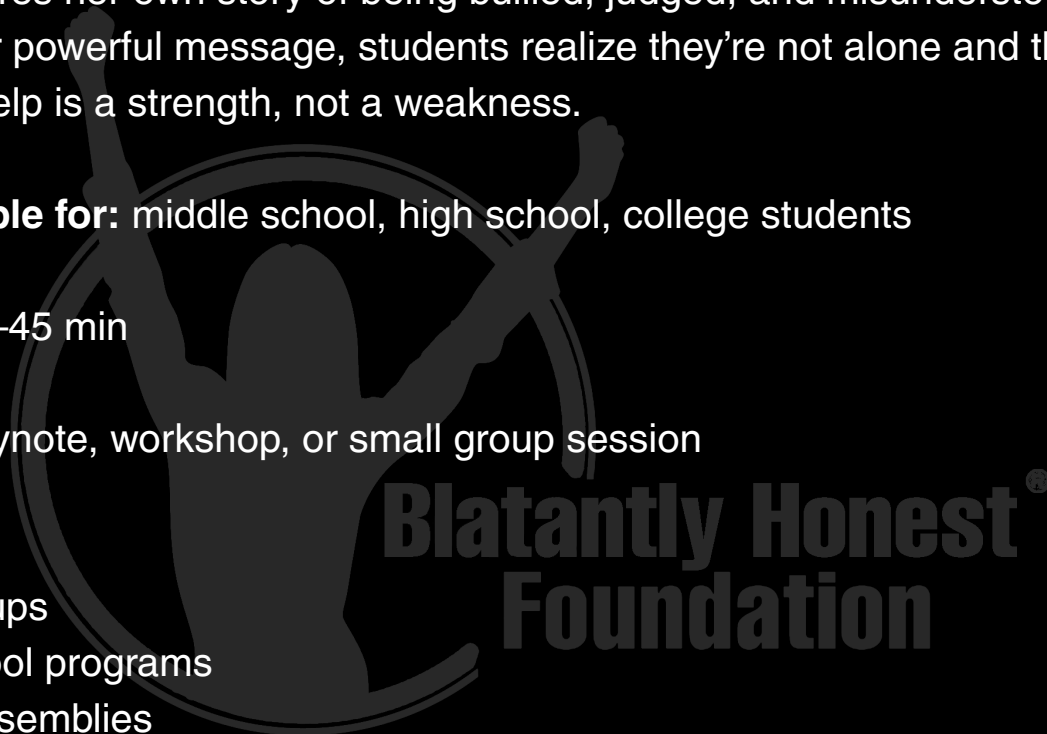 res her own story of being bullied, judged, and misundersto
r powerful message, students realize they're not alone and th
elp is a strength, not a weakness.
ble for: middle school, high school, college students
-45 min
ynote, workshop, or small group session
Blatantly Honest®
Foundation
ups
ool programs
semblies